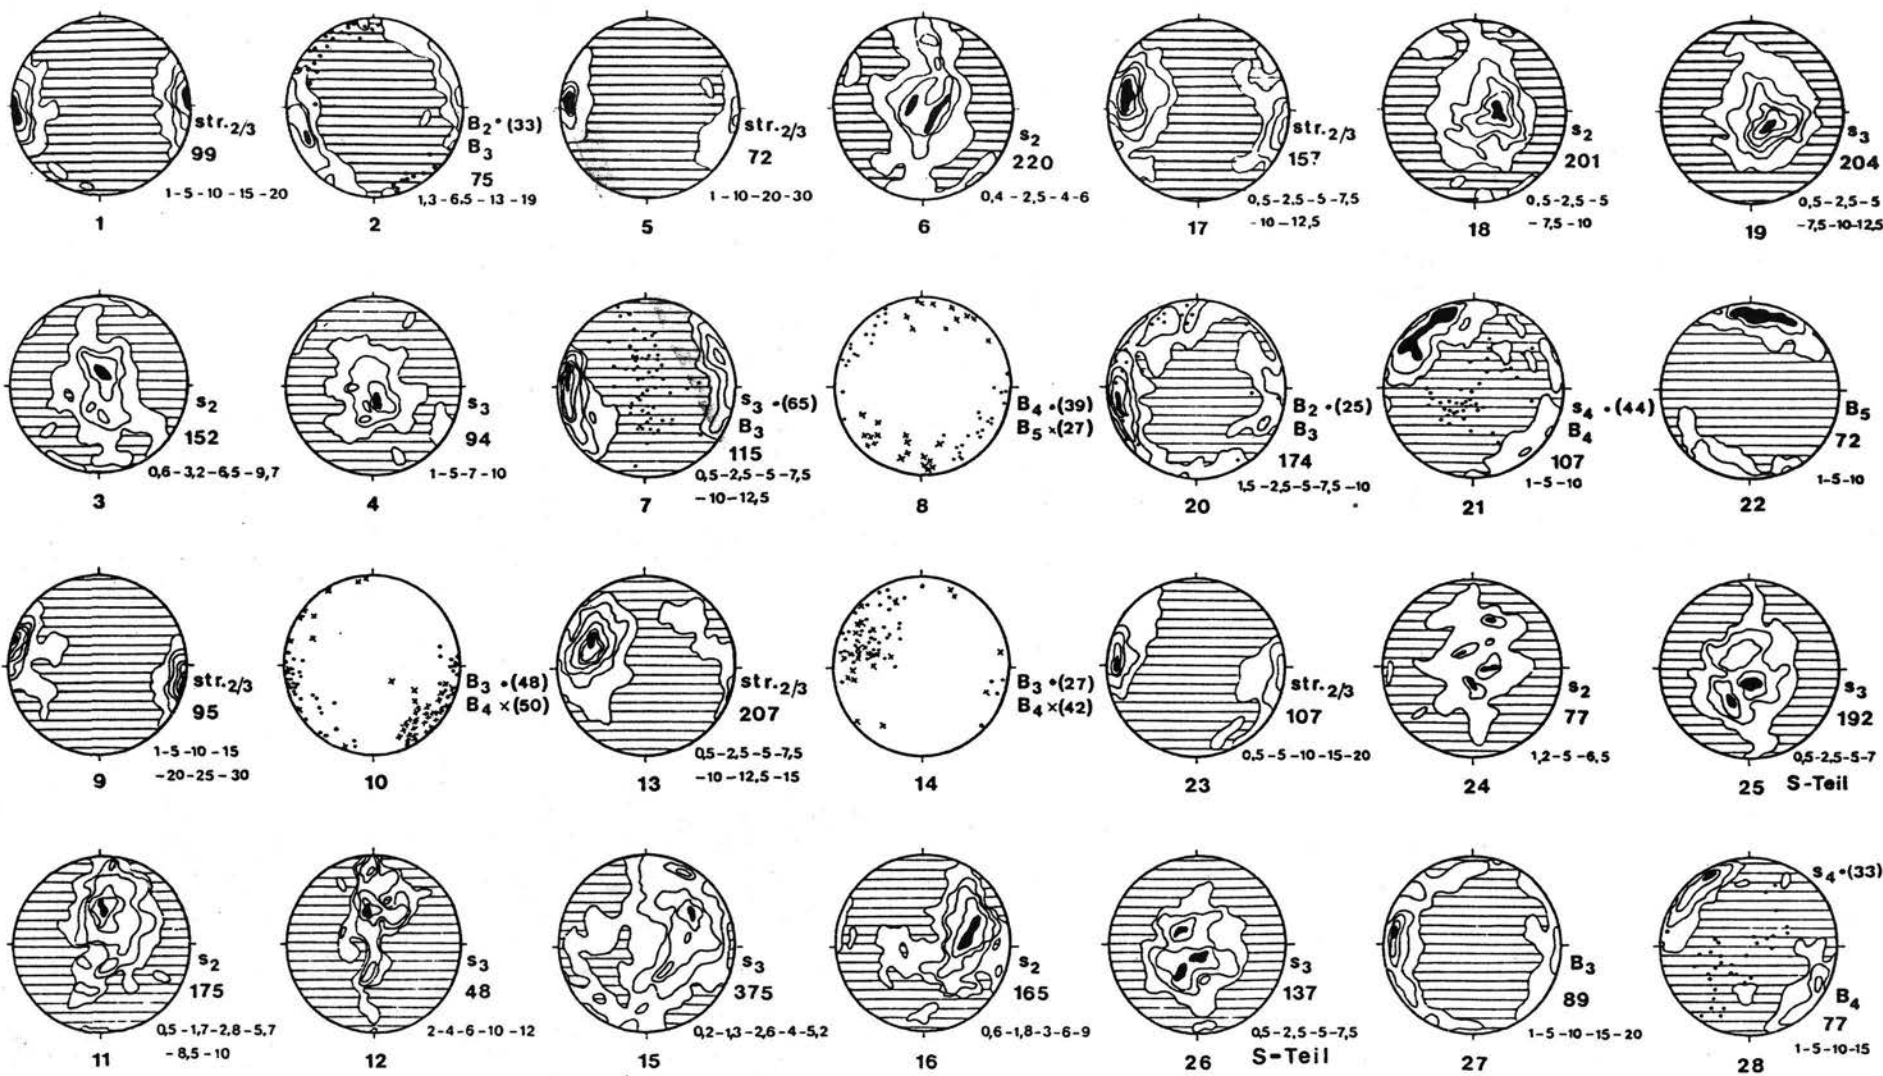 str.2/3
99
1-5-10-15-20
1
B2 • (33)
B3
75
1,3-6,5-13-19
2
str.2/3
72
1-10-20-30
5
s2
220
0,4-2,5-4-6
6
str.2/3
157
0,5-2,5-5-7,5
-10-12,5
17
s2
201
0,5-2,5-5
-7,5-10
18
s3
204
0,5-2,5-5
-7,5-10-12,5
19
s2
152
0,6-3,2-6,5-9,7
3
s3
94
1-5-7-10
4
s3 • (65)
B3
115
0,5-2,5-5-7,5
-10-12,5
7
B4 • (39)
B5 × (27)
8
B2 • (25)
B3
174
1,5-2,5-5-7,5-10
20
s4 • (44)
B4
107
1-5-10
21
B5
72
1-5-10
22
str.2/3
95
1-5-10-15
-20-25-30
9
B3 • (48)
B4 × (50)
10
str.2/3
207
0,5-2,5-5-7,5
-10-12,5-15
13
B3 • (27)
B4 × (42)
14
str.2/3
107
0,5-5-10-15-20
23
s2
77
1,2-5-6,5
24
s3
192
0,5-2,5-5-7
25 S-Teil
s2
175
0,5-1,7-2,8-5,7
-8,5-10
11
s3
48
2-4-6-10-12
12
s3
375
0,2-1,3-2,6-4-5,2
15
s2
165
0,6-1,8-3-6-9
16
s3
137
0,5-2,5-5-7,5
26 S-Teil
B3
89
1-5-10-15-20
27
s4 • (33)
B4
77
1-5-10-15
28